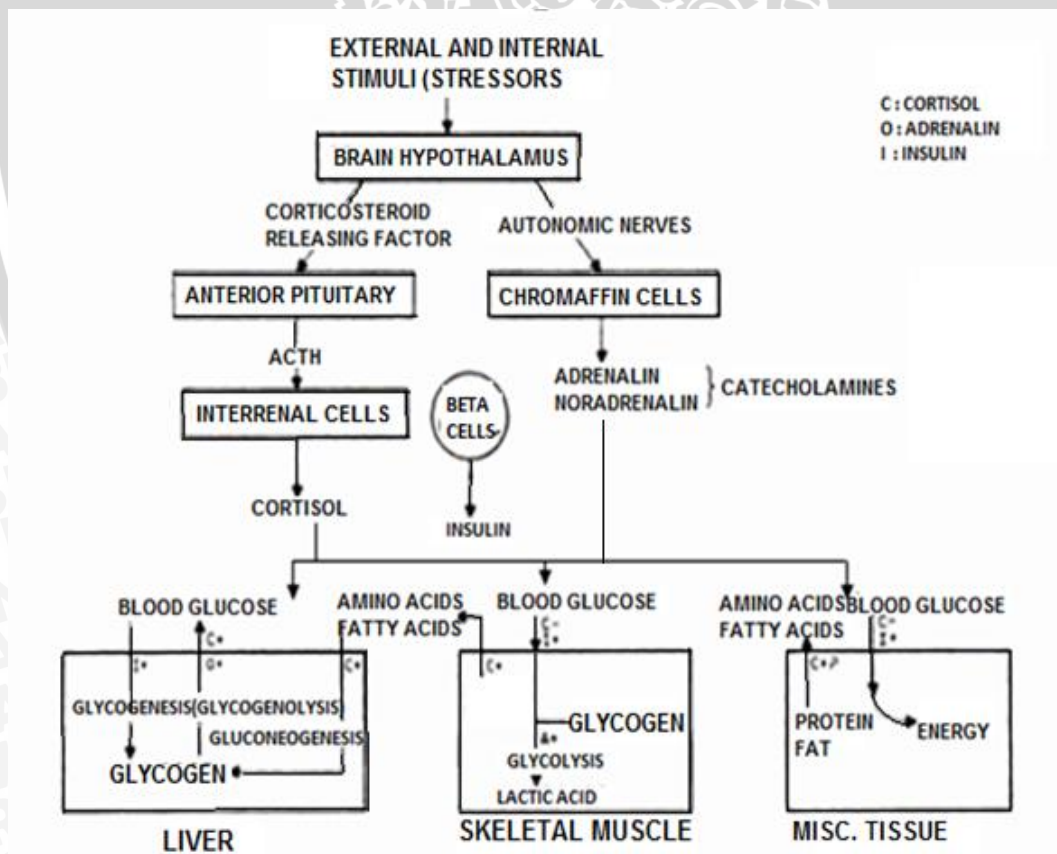 EXTERNAL AND INTERNAL
STIMULI (STRESSORS
C : CORTISOL
O : ADRENALIN
I : INSULIN
BRAIN HYPOTHALAMUS
CORTICOSTEROID
RELEASING FACTOR
AUTONOMIC NERVES
ANTERIOR PITUITARY
CHROMAFFIN CELLS
ACTH
ADRENALIN
NORADRENALIN
CATECHOLAMINES
INTERRENAL CELLS
BETA
CELLS
CORTISOL
INSULIN
BLOOD GLUCOSE
AMINO ACIDS
FATTY ACIDS
BLOOD GLUCOSE
AMINO ACIDS
FATTY ACIDS
BLOOD GLUCOSE
C+
I+
O+
C+
GLYCOGENESIS(GLYCOGENOLYSIS)
GLUCONEOGENESIS
GLYCOGEN
LIVER
C-
I+
C+
GLYCOGEN
GLYCOLYSIS
LACTIC ACID
SKELETAL MUSCLE
C-
I+
C+?
PROTEIN
FAT
ENERGY
MISC. TISSUE